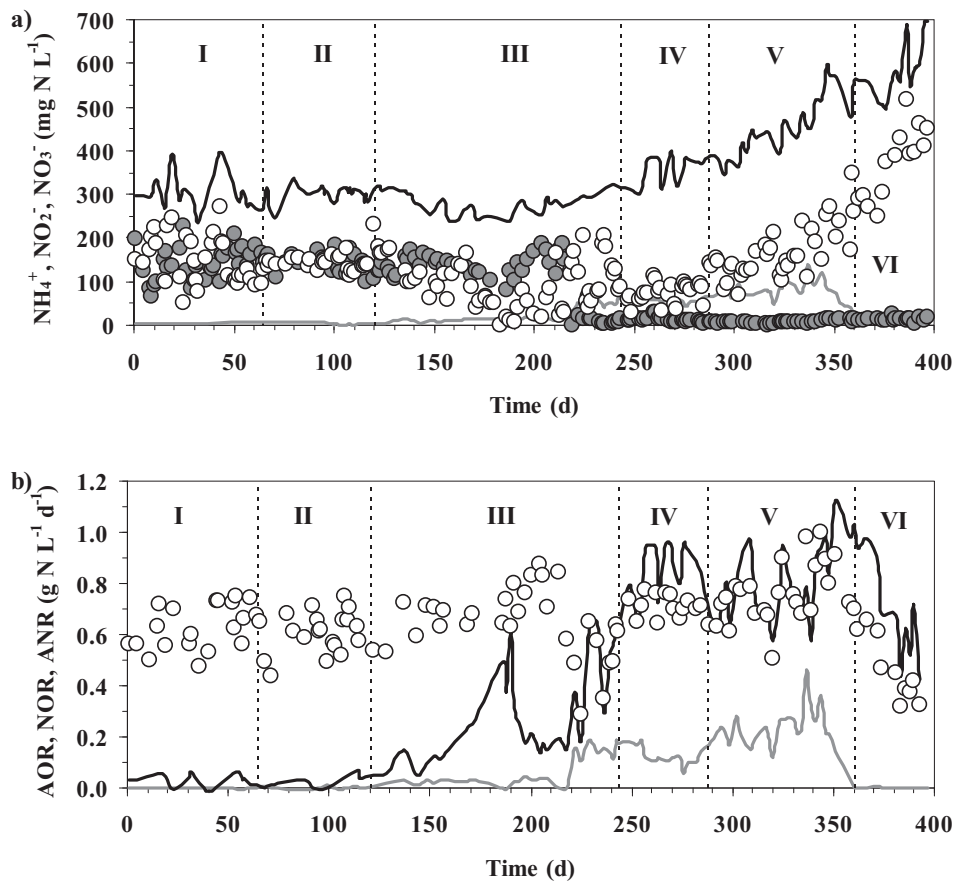 a)
NH₄⁺, NO₂⁻, NO₃⁻ (mg N L⁻¹)
700
600
500
400
300
200
100
0
I
II
III
IV
V
VI
0 50 100 150 200 250 300 350 400
Time (d)
b)
AOR, NOR, ANR (g N L⁻¹ d⁻¹)
1.2
1.0
0.8
0.6
0.4
0.2
0.0
I
II
III
IV
V
VI
0 50 100 150 200 250 300 350 400
Time (d)